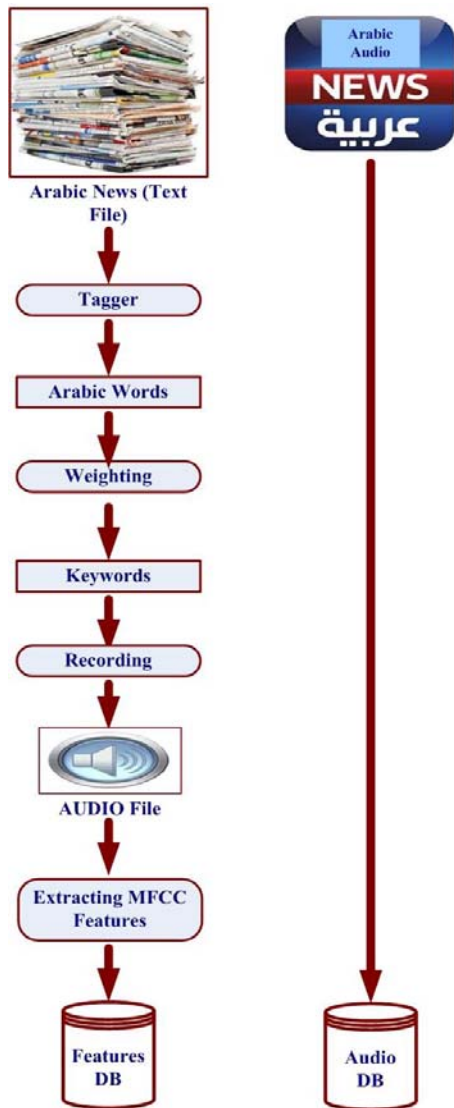 Arabic News (Text
File)
Tagger
Arabic Words
Weighting
Keywords
Recording
AUDIO File
Extracting MFCC
Features
Features
DB
Arabic
Audio
NEWS
عربية
Audio
DB